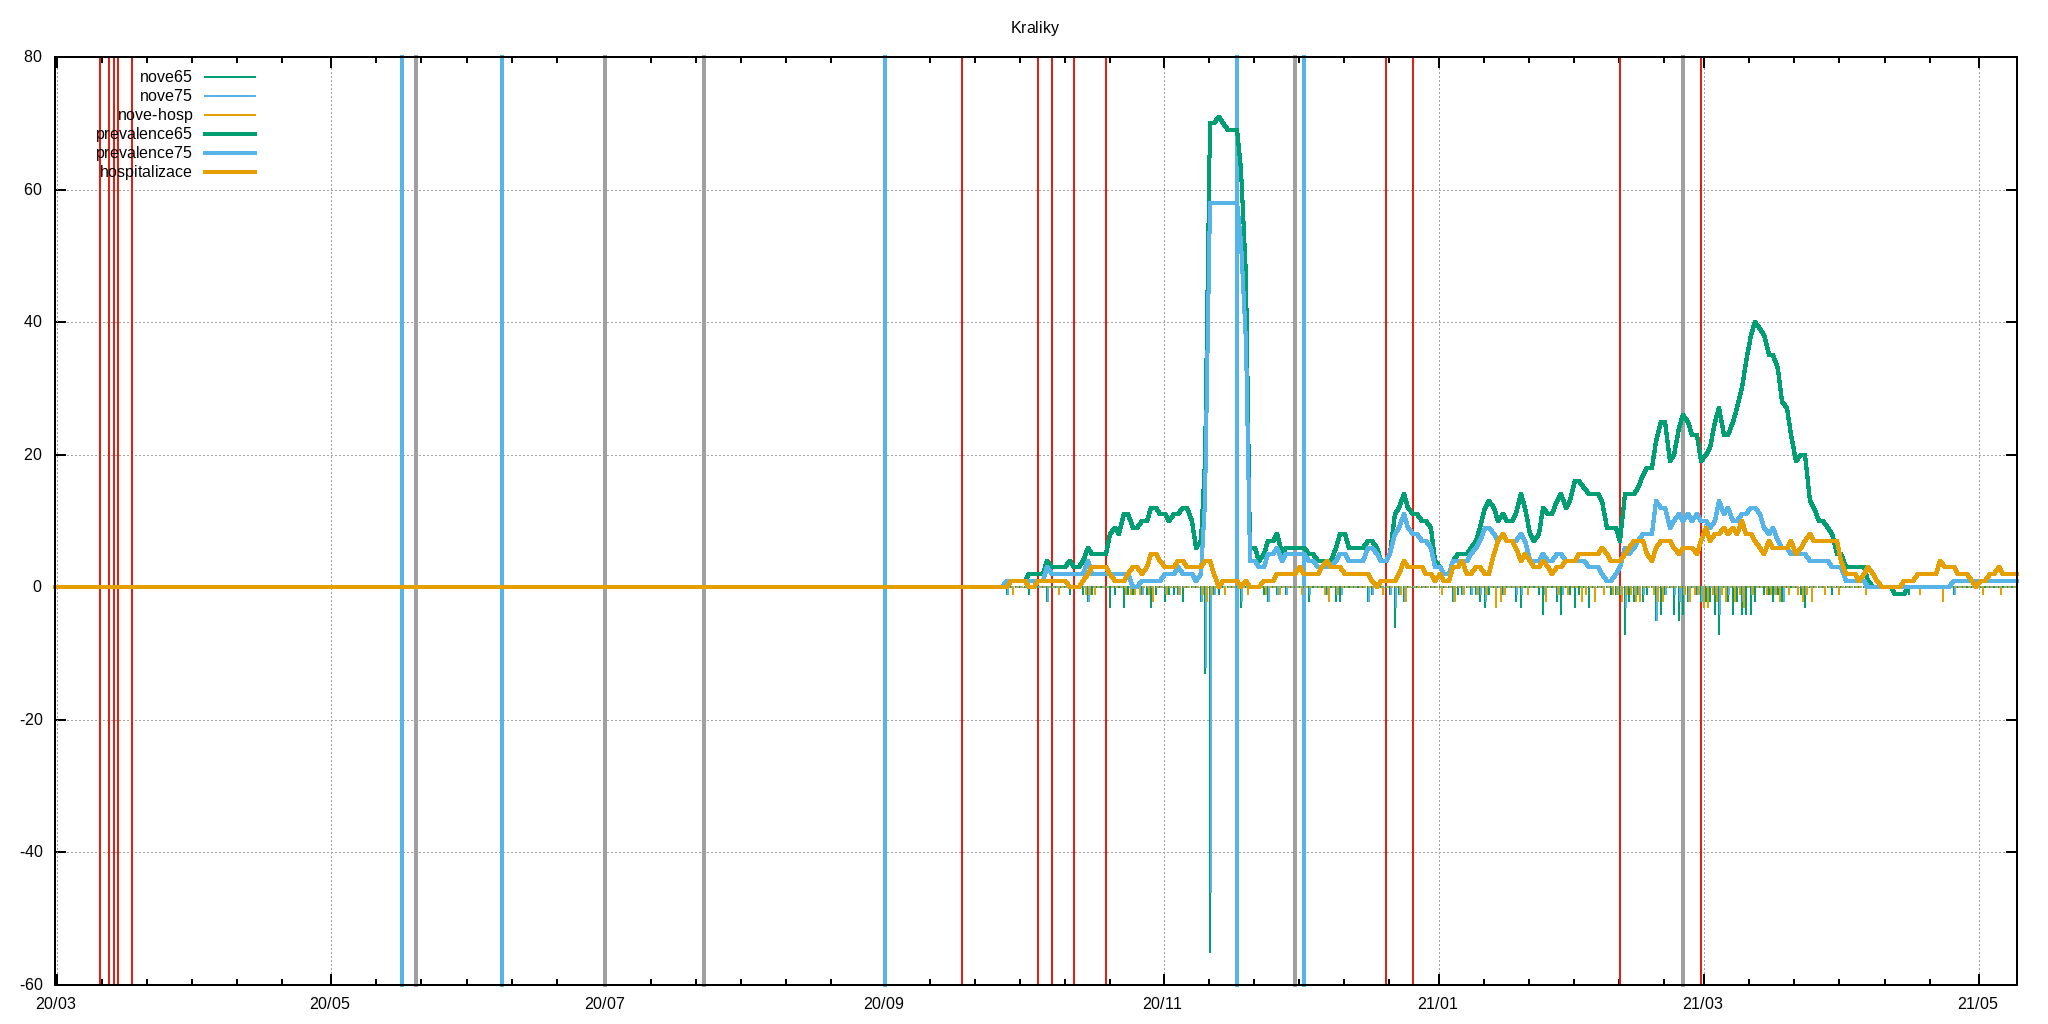 Kraliky
80
60
40
20
0
-20
-40
-60
nove65
nove75
nove-hosp
prevalence65
prevalence75
hospitalizace
20/03 20/05 20/07 20/09 20/11 21/01 21/03 21/05